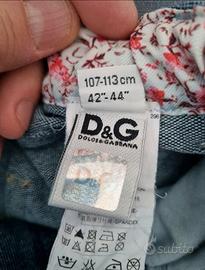 107-113 cm
42"-44"
D&G
DOLCE & GABBANA
subito